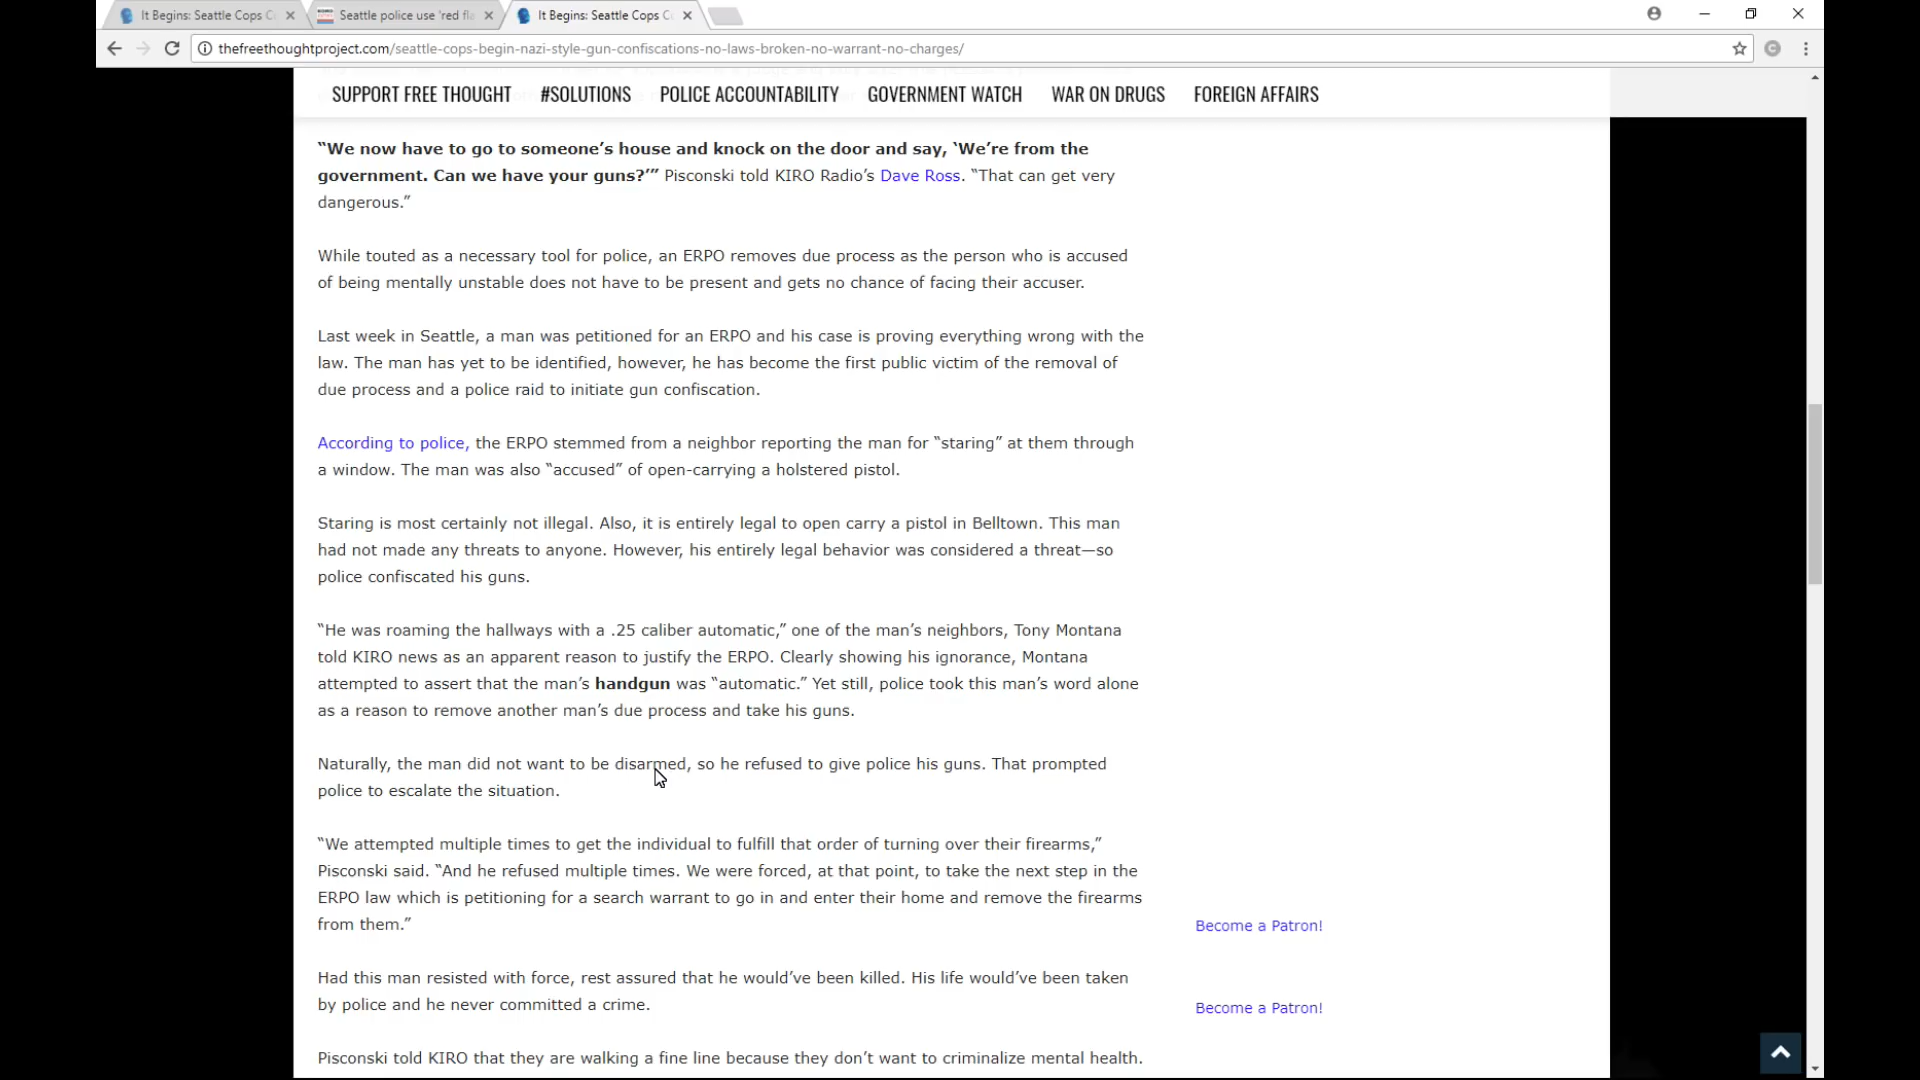 It Begins: Seattle Cops C
Seattle police use 'red fla
It Begins: Seattle Cops C
thefreethoughtproject.com/seattle-cops-begin-nazi-style-gun-confiscations-no-laws-broken-no-warrant-no-charges/
SUPPORT FREE THOUGHT #SOLUTIONS POLICE ACCOUNTABILITY GOVERNMENT WATCH WAR ON DRUGS FOREIGN AFFAIRS
“We now have to go to someone’s house and knock on the door and say, ‘We’re from the
government. Can we have your guns?’” Pisconski told KIRO Radio’s Dave Ross. “That can get very
dangerous.”
While touted as a necessary tool for police, an ERPO removes due process as the person who is accused
of being mentally unstable does not have to be present and gets no chance of facing their accuser.
Last week in Seattle, a man was petitioned for an ERPO and his case is proving everything wrong with the
law. The man has yet to be identified, however, he has become the first public victim of the removal of
due process and a police raid to initiate gun confiscation.
According to police, the ERPO stemmed from a neighbor reporting the man for “staring” at them through
a window. The man was also “accused” of open-carrying a holstered pistol.
Staring is most certainly not illegal. Also, it is entirely legal to open carry a pistol in Belltown. This man
had not made any threats to anyone. However, his entirely legal behavior was considered a threat—so
police confiscated his guns.
“He was roaming the hallways with a .25 caliber automatic,” one of the man’s neighbors, Tony Montana
told KIRO news as an apparent reason to justify the ERPO. Clearly showing his ignorance, Montana
attempted to assert that the man’s handgun was “automatic.” Yet still, police took this man’s word alone
as a reason to remove another man’s due process and take his guns.
Naturally, the man did not want to be disarmed, so he refused to give police his guns. That prompted
police to escalate the situation.
“We attempted multiple times to get the individual to fulfill that order of turning over their firearms,”
Pisconski said. “And he refused multiple times. We were forced, at that point, to take the next step in the
ERPO law which is petitioning for a search warrant to go in and enter their home and remove the firearms
from them.”
Become a Patron!
Had this man resisted with force, rest assured that he would’ve been killed. His life would’ve been taken
by police and he never committed a crime.
Become a Patron!
Pisconski told KIRO that they are walking a fine line because they don’t want to criminalize mental health.